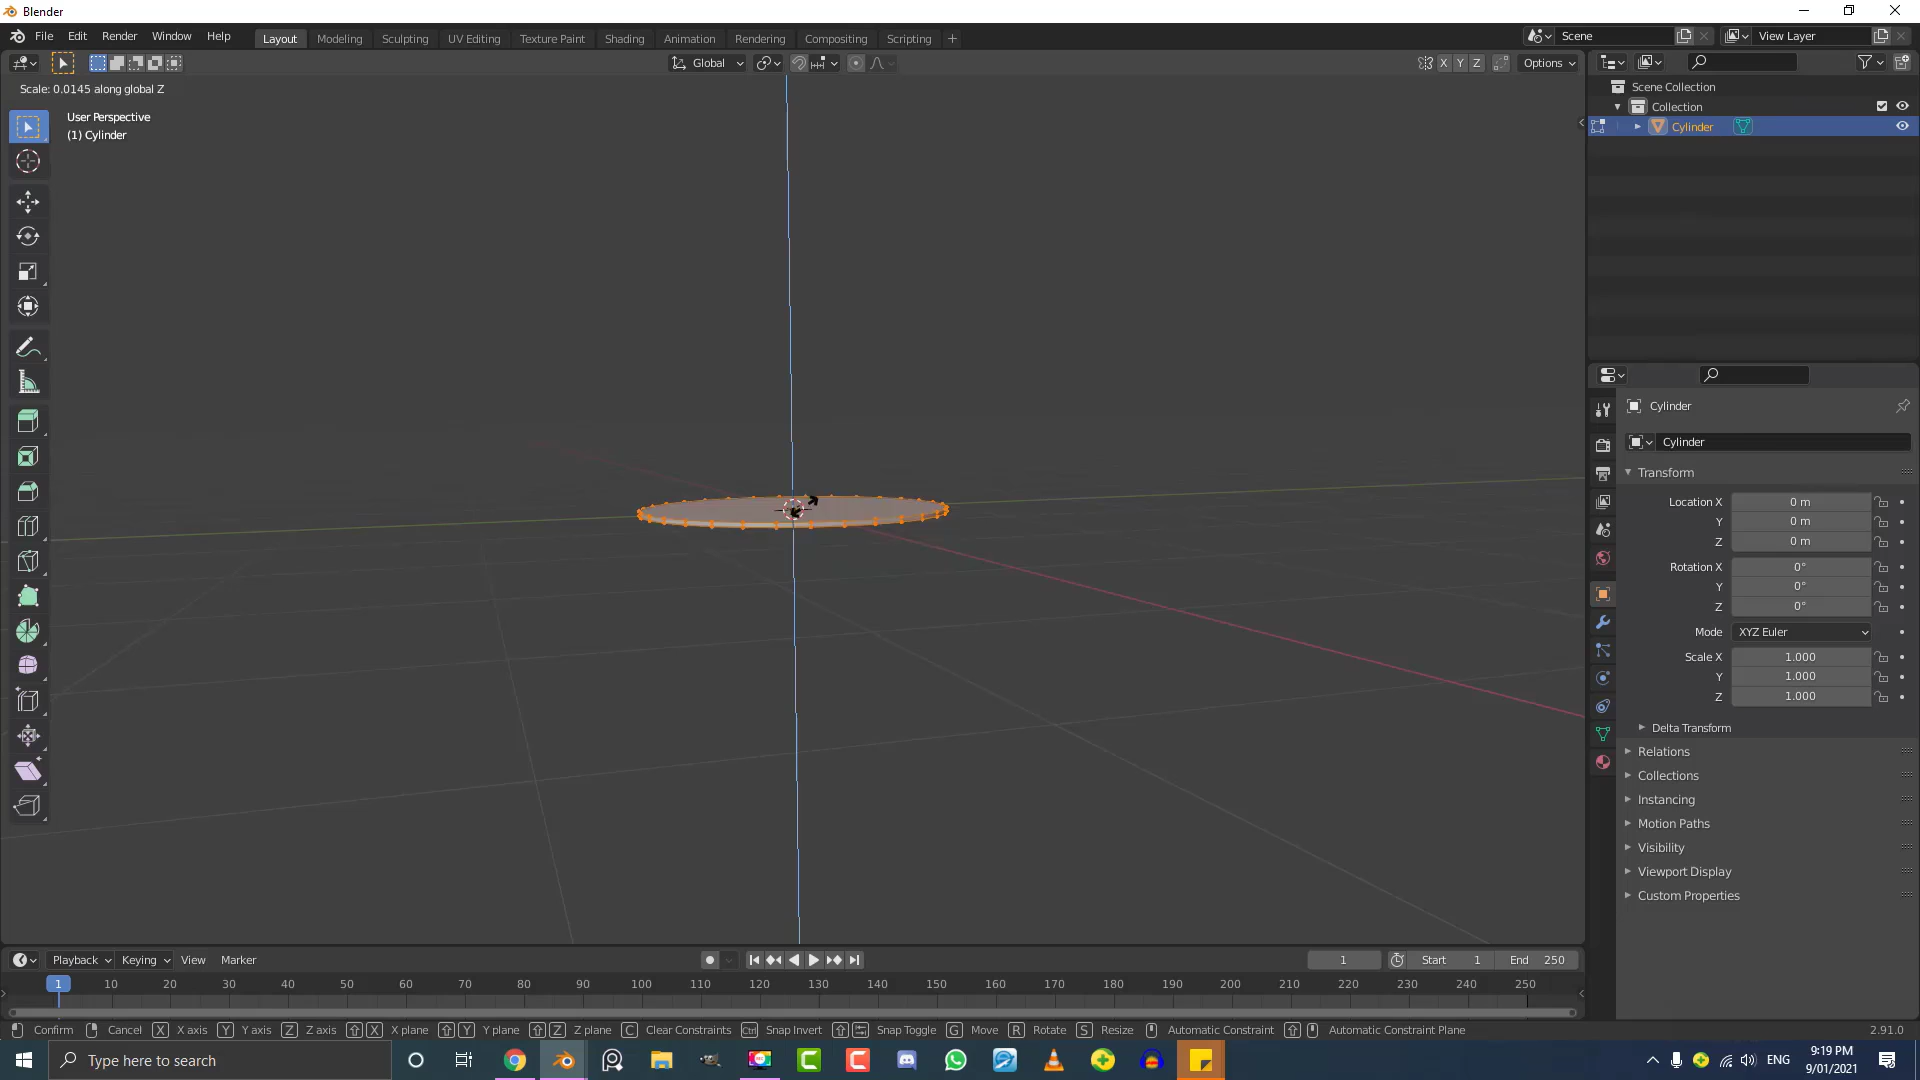 Blender
File Edit Render Window Help
Layout Modeling Sculpting UV Editing Texture Paint Shading Animation Rendering Compositing Scripting
Scene
View Layer
Global
X Y Z
Options
Scale: 0.0145 along global Z
User Perspective
(1) Cylinder
Scene Collection
Collection
Cylinder
Cylinder
Cylinder
Transform
Location X 0 m
Y 0 m
Z 0 m
Rotation X 0°
Y 0°
Z 0°
Mode XYZ Euler
Scale X 1.000
Y 1.000
Z 1.000
Delta Transform
Relations
Collections
Instancing
Motion Paths
Visibility
Viewport Display
Custom Properties
Playback Keying View Marker
1 Start 1 End 250
1 10 20 30 40 50 60 70 80 90 100 110 120 130 140 150 160 170 180 190 200 210 220 230 240 250
Confirm Cancel X X axis Y Y axis Z Z axis X X plane Y Y plane Z Z plane C Clear Constraints Ctrl Snap Invert Snap Toggle G Move R Rotate S Resize Automatic Constraint Automatic Constraint Plane 2.91.0
Type here to search
ENG
9:19 PM
9/01/2021